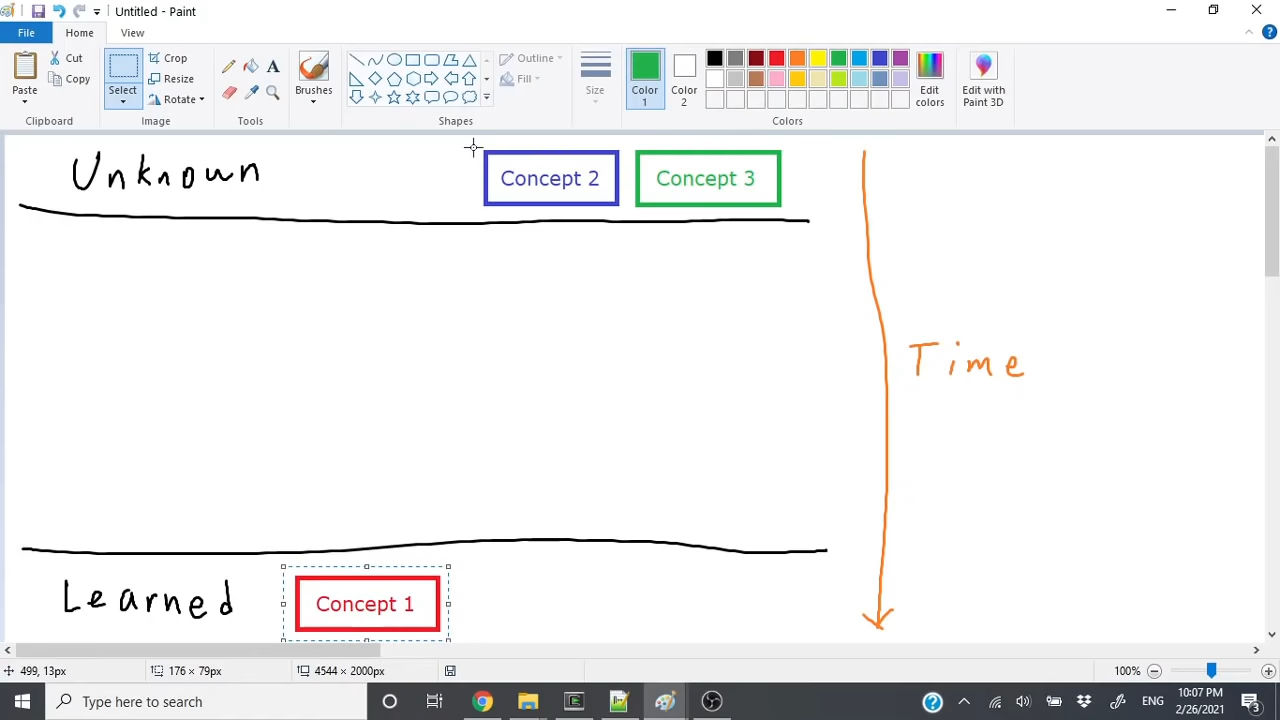 Untitled - Paint
File Home View
Paste
Cut
Copy
Clipboard
Select
Crop
Resize
Rotate
Image
Tools
Brushes
Outline
Fill
Shapes
Size
Color 1
Color 2
Edit colors
Edit with Paint 3D
Colors
Unknown
Concept 2
Concept 3
Time
Learned
Concept 1
499, 13px
176 × 79px
4544 × 2000px
100%
Type here to search
ENG
10:07 PM
2/26/2021
3